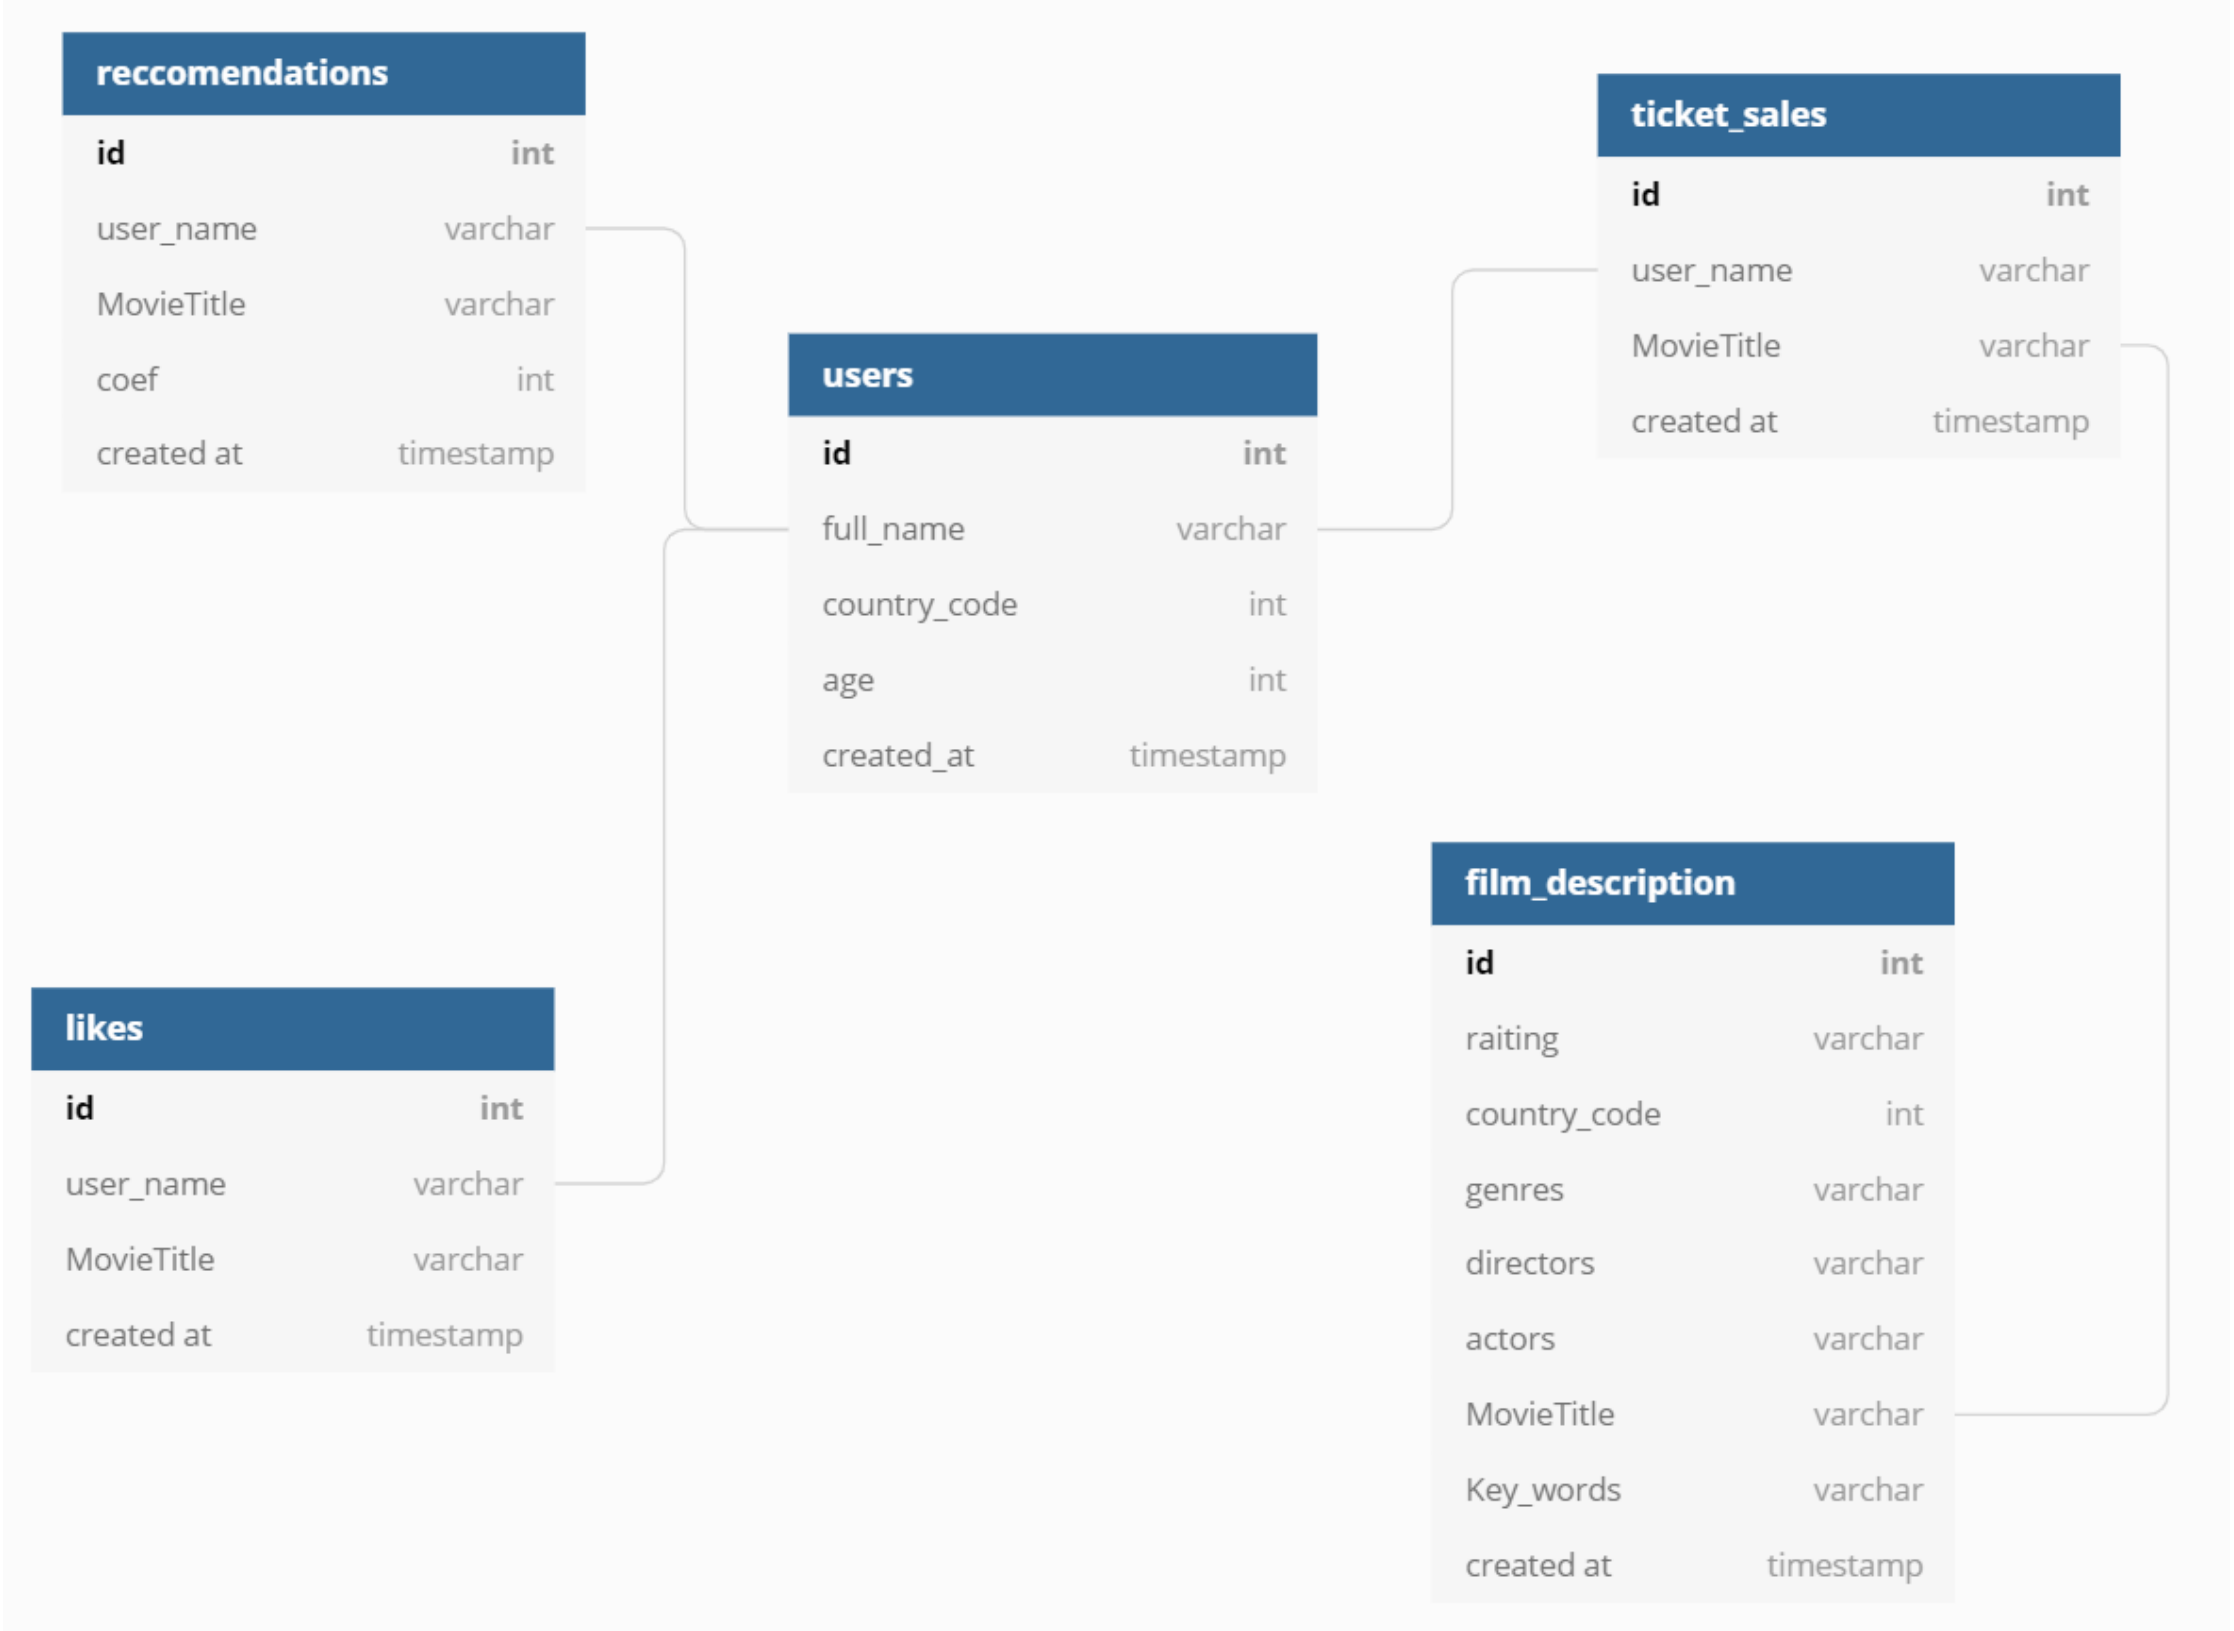 reccomendations
id int
user_name varchar
MovieTitle varchar
coef int
created at timestamp
ticket_sales
id int
user_name varchar
MovieTitle varchar
created at timestamp
users
id int
full_name varchar
country_code int
age int
created_at timestamp
film_description
id int
raiting varchar
country_code int
genres varchar
directors varchar
actors varchar
MovieTitle varchar
Key_words varchar
created at timestamp
likes
id int
user_name varchar
MovieTitle varchar
created at timestamp